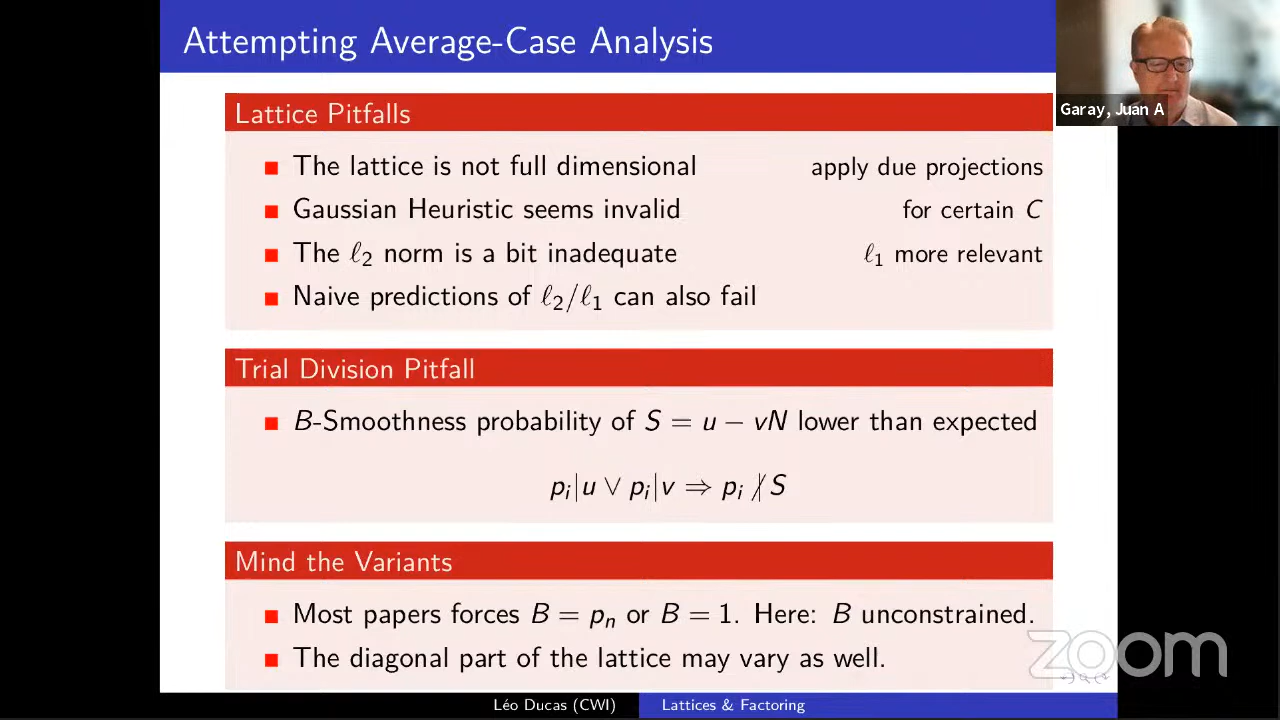 Attempting Average-Case Analysis
Garay, Juan A
Lattice Pitfalls
The lattice is not full dimensional apply due projections
Gaussian Heuristic seems invalid for certain C
The ℓ₂ norm is a bit inadequate ℓ₁ more relevant
Naive predictions of ℓ₂/ℓ₁ can also fail
Trial Division Pitfall
B-Smoothness probability of S = u − vN lower than expected
pᵢ|u ∨ pᵢ|v ⇒ pᵢ ∤ S
Mind the Variants
Most papers forces B = pₙ or B = 1. Here: B unconstrained.
The diagonal part of the lattice may vary as well.
zoom
Léo Ducas (CWI) Lattices & Factoring